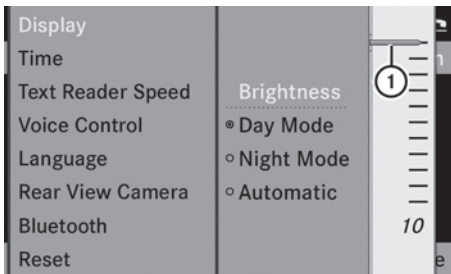 Display
Time
Text Reader Speed
Voice Control
Language
Rear View Camera
Bluetooth
Reset
Brightness
Day Mode
Night Mode
Automatic
1
10
n
e